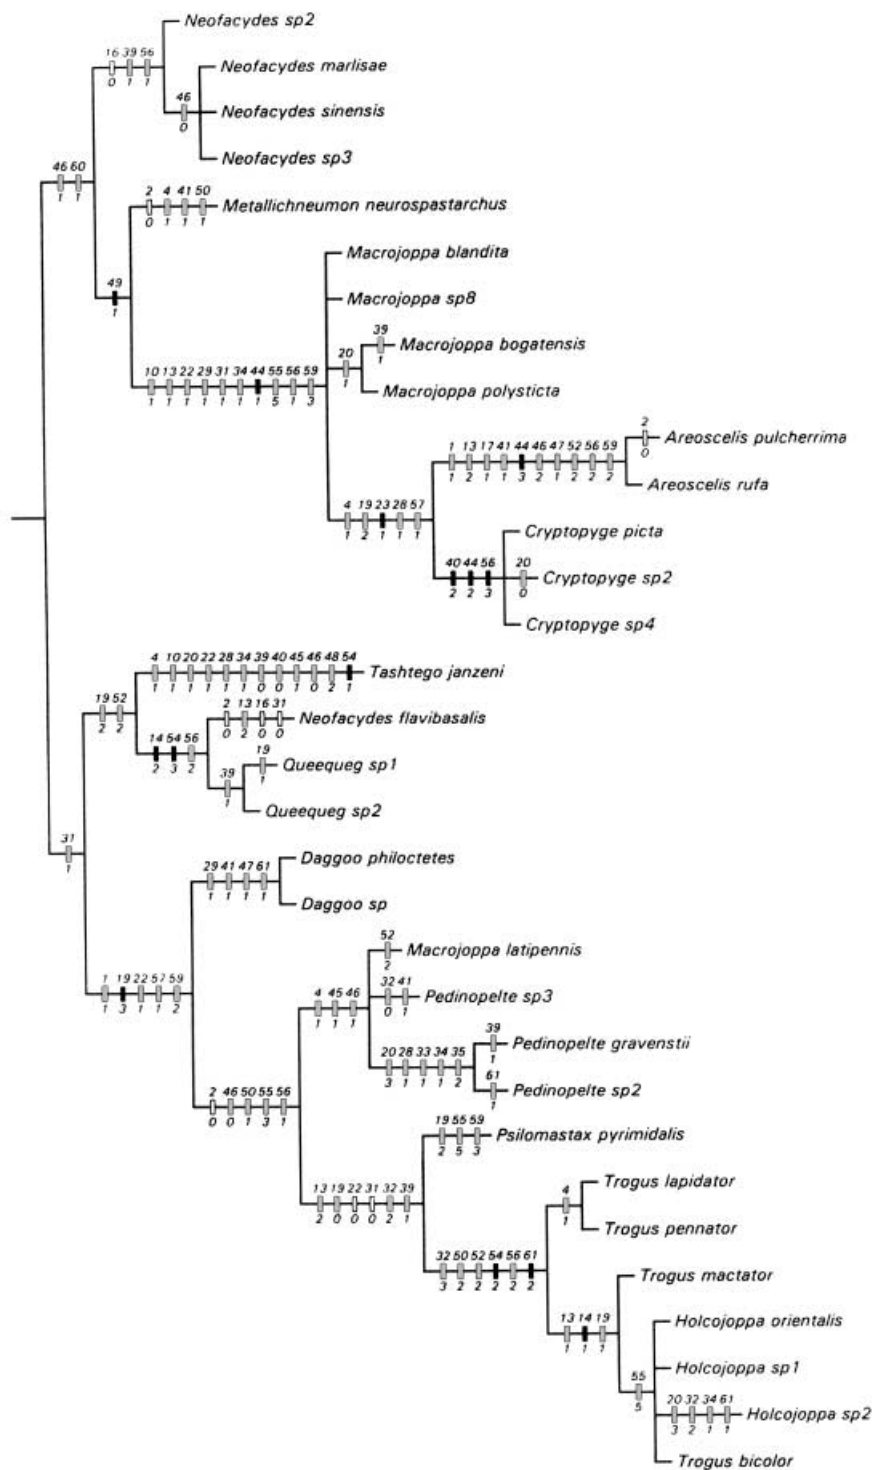 Neofacydes sp2
16 39 56
0 1 1
Neofacydes marlisae
46
0
Neofacydes sinensis
Neofacydes sp3
46 60
1 1
2 4 41 50
0 1 1 1
Metallichneumon neurospastarchus
Macrojoppa blandita
49
1
Macrojoppa sp8
39
1
Macrojoppa bogatensis
20
1
10 13 22 29 31 34 44 55 56 59
1 1 1 1 1 1 1 5 1 3
Macrojoppa polysticta
2
0
Areoscelis pulcherrima
1 13 17 41 44 46 47 52 56 59
1 2 1 1 3 2 1 2 2 2
Areoscelis rufa
4 19 23 28 57
1 2 1 1 1
Cryptopyge picta
40 44 56
2 2 3
20
0
Cryptopyge sp2
Cryptopyge sp4
4 10 20 22 28 34 39 40 45 46 48 54
1 1 1 1 1 1 0 0 1 0 2 1
Tashtego janzeni
19 52
2 2
2 13 16 31
0 2 0 0
Neofacydes flavibasalis
14 54 56
2 3 2
19
1
Queequeg sp1
39
1
Queequeg sp2
31
1
Daggoo philoctetes
29 41 47 61
1 1 1 1
Daggoo sp
52
2
Macrojoppa latipennis
1 19 22 57 59
1 3 1 1 2
4 45 46
1 1 1
32 41
0 1
Pedinopelte sp3
39
1
Pedinopelte gravenstii
20 28 33 34 35
3 1 1 1 2
61
1
Pedinopelte sp2
2 46 50 55 56
0 0 1 3 1
19 55 59
2 5 3
Psilomastax pyrimidalis
13 19 22 31 32 39
2 0 0 0 2 1
Trogus lapidator
4
1
Trogus pennator
32 50 52 54 56 61
3 2 2 2 2 2
Trogus mactator
13 14 19
1 1 1
Holcojoppa orientalis
Holcojoppa sp1
55
5
20 32 34 61
3 2 1 1
Holcojoppa sp2
Trogus bicolor